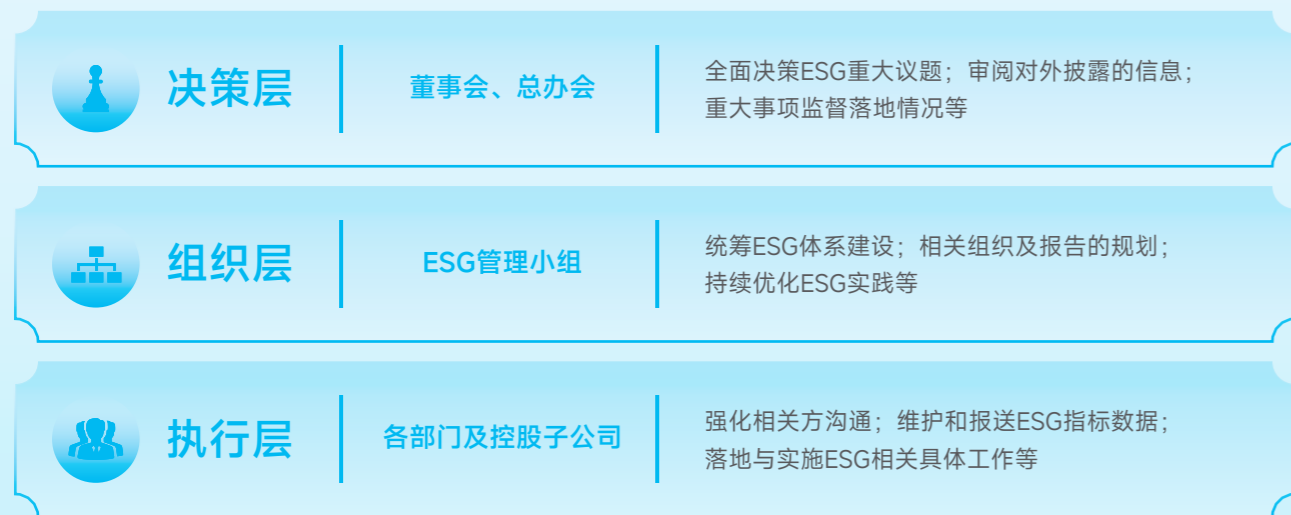 决策层
董事会、总办会
全面决策ESG重大议题；审阅对外披露的信息；
重大事项监督落地情况等
组织层
ESG管理小组
统筹ESG体系建设；相关组织及报告的规划；
持续优化ESG实践等
执行层
各部门及控股子公司
强化相关方沟通；维护和报送ESG指标数据；
落地与实施ESG相关具体工作等